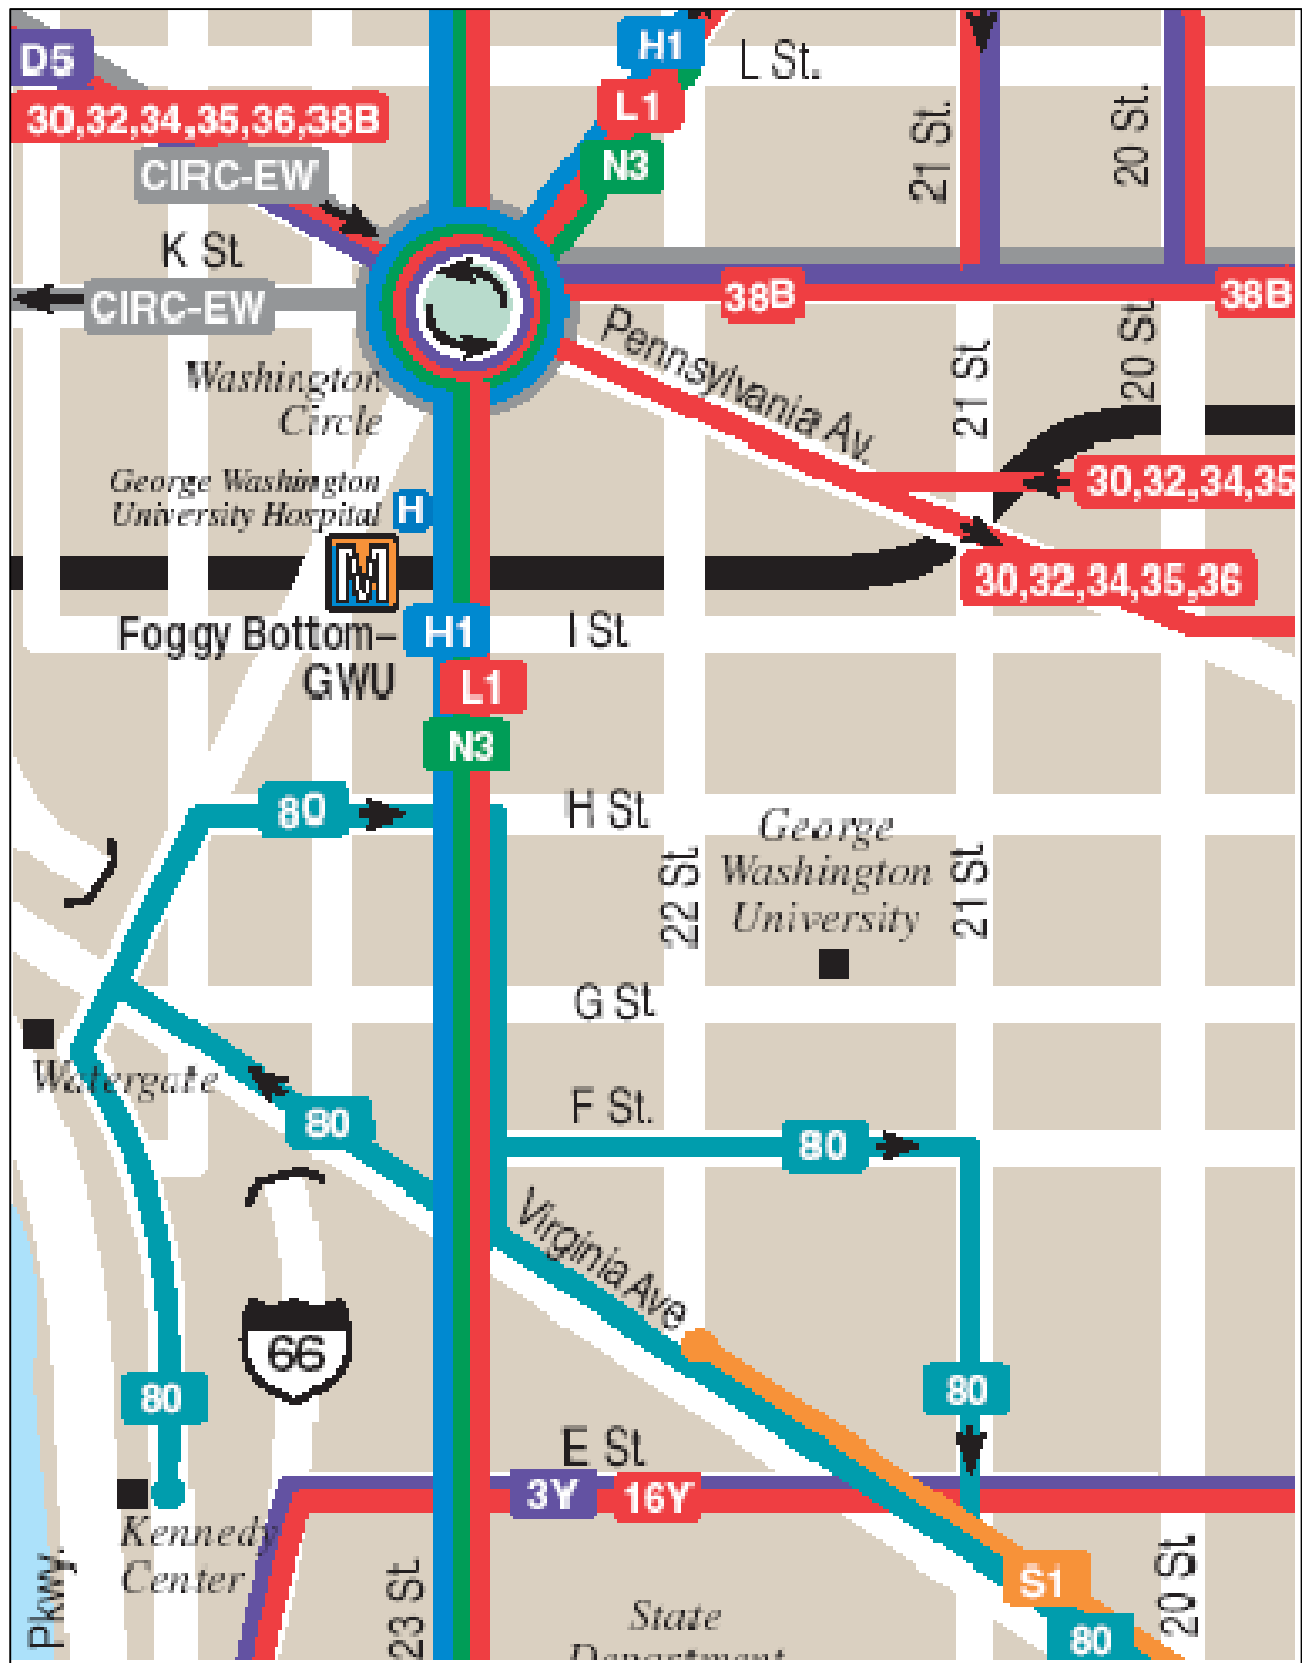 D5
H1
L St.
30,32,34,35,36,38B
L1
21 St.
20 St.
CIRC-EW
N3
K St
CIRC-EW
38B
38B
Pennsylvania Av.
21 St
20 St
Washington
Circle
George Washington
University Hospital
H
30,32,34,35
M
30,32,34,35,36
Foggy Bottom–
GWU
H1
I St
L1
N3
80
H St.
George
Washington
University
22 St
21 St
G St
Watergate
F St.
80
80
Virginia Ave
66
80
80
E St
3Y
16Y
Kennedy
Center
Pkwy.
23 St
S1
20 St
State
Department
80